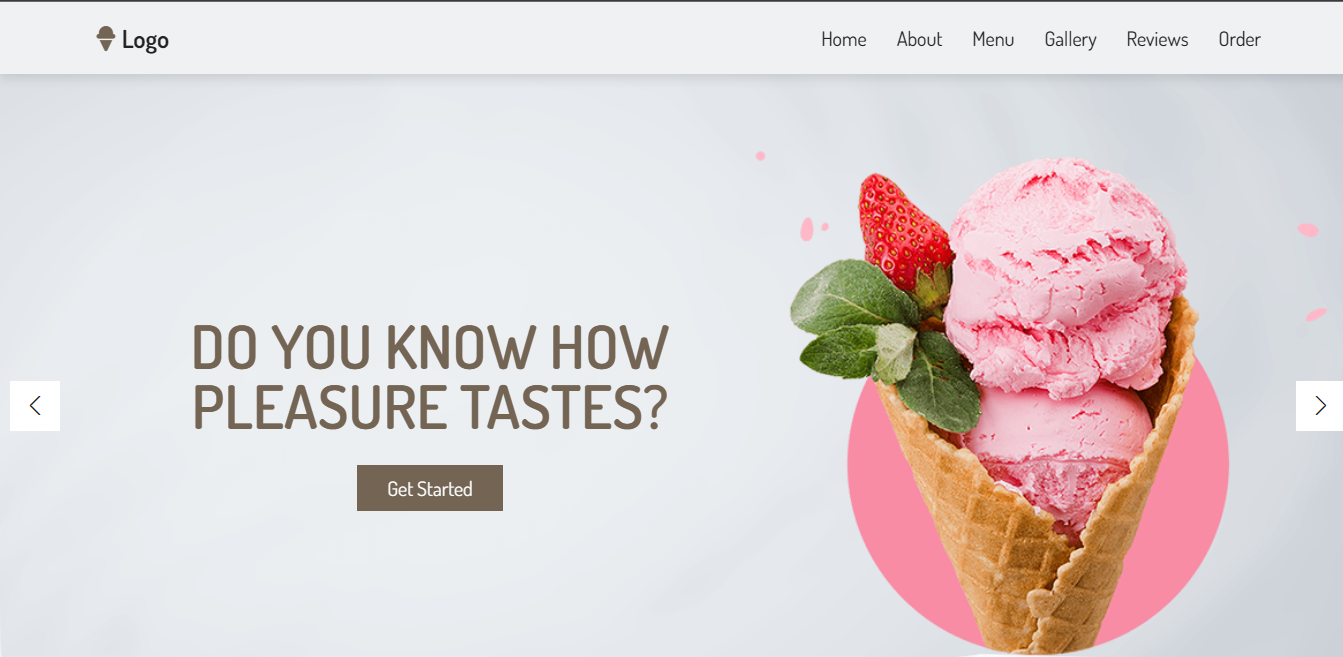 Logo
Home About Menu Gallery Reviews Order
DO YOU KNOW HOW
PLEASURE TASTES?
Get Started